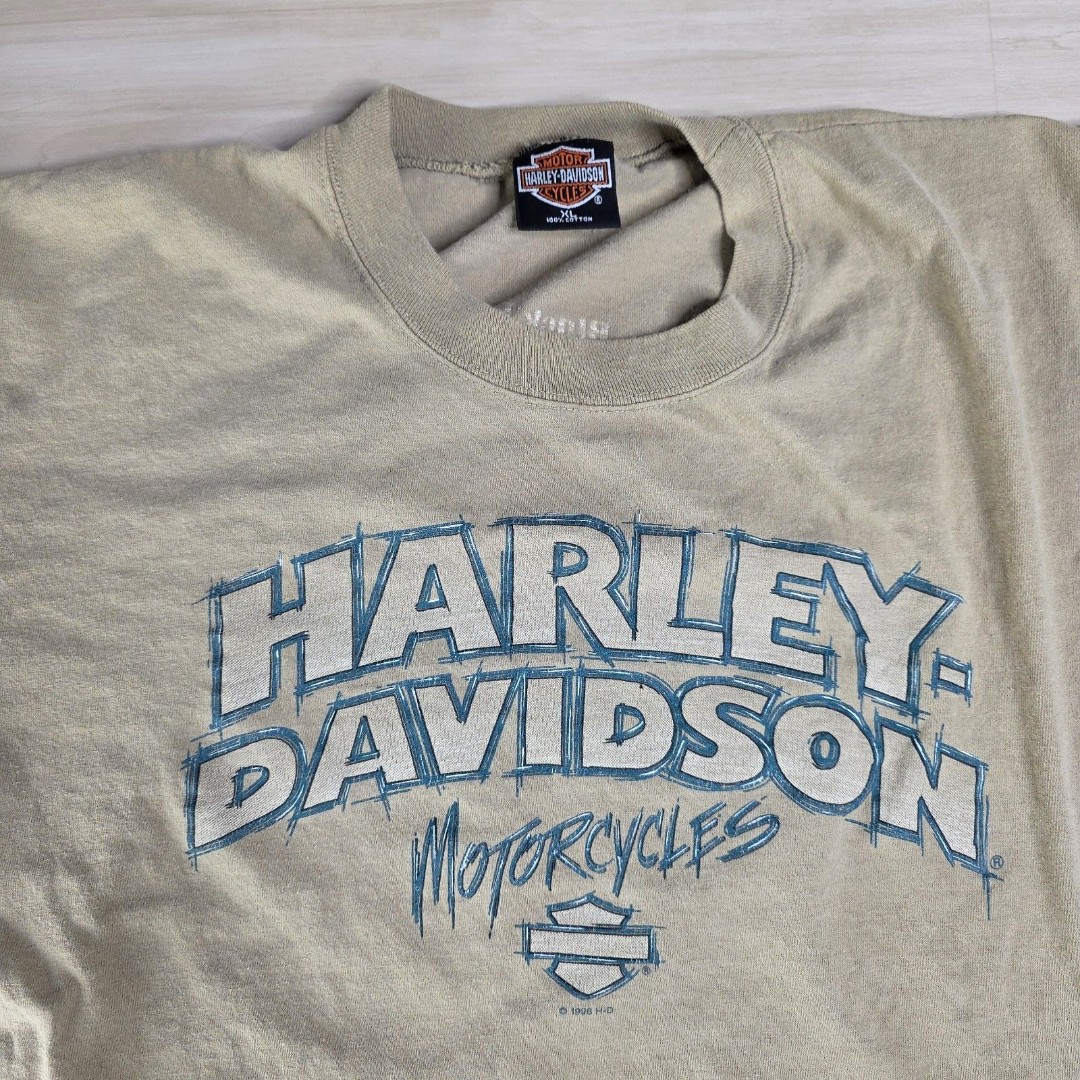 MOTOR
HARLEY-DAVIDSON
CYCLES
®
XL
100% COTTON
HARLEY-
DAVIDSON
®
MOTORCYCLES
®
© 1998 H-D